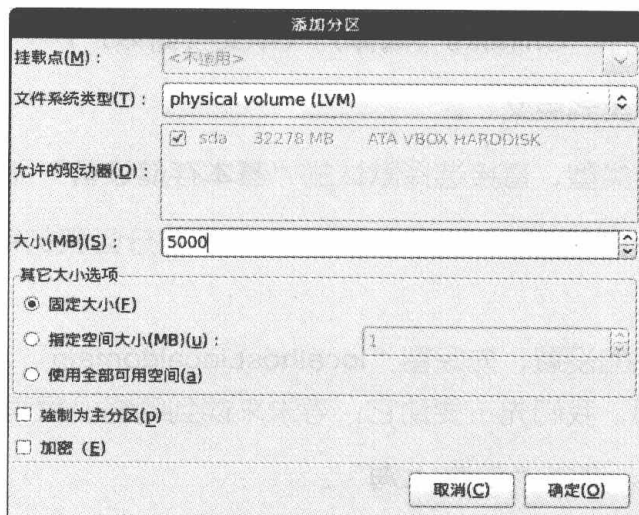 添加分区
挂载点(M)：
<不适用>
文件系统类型(T)：
physical volume (LVM)
允许的驱动器(D)：
sda 32278 MB ATA VBOX HARDDISK
大小(MB)(S)：
5000
其它大小选项
固定大小(F)
指定空间大小(MB)(u)：
1
使用全部可用空间(a)
强制为主分区(p)
加密 (E)
取消(C)
确定(O)